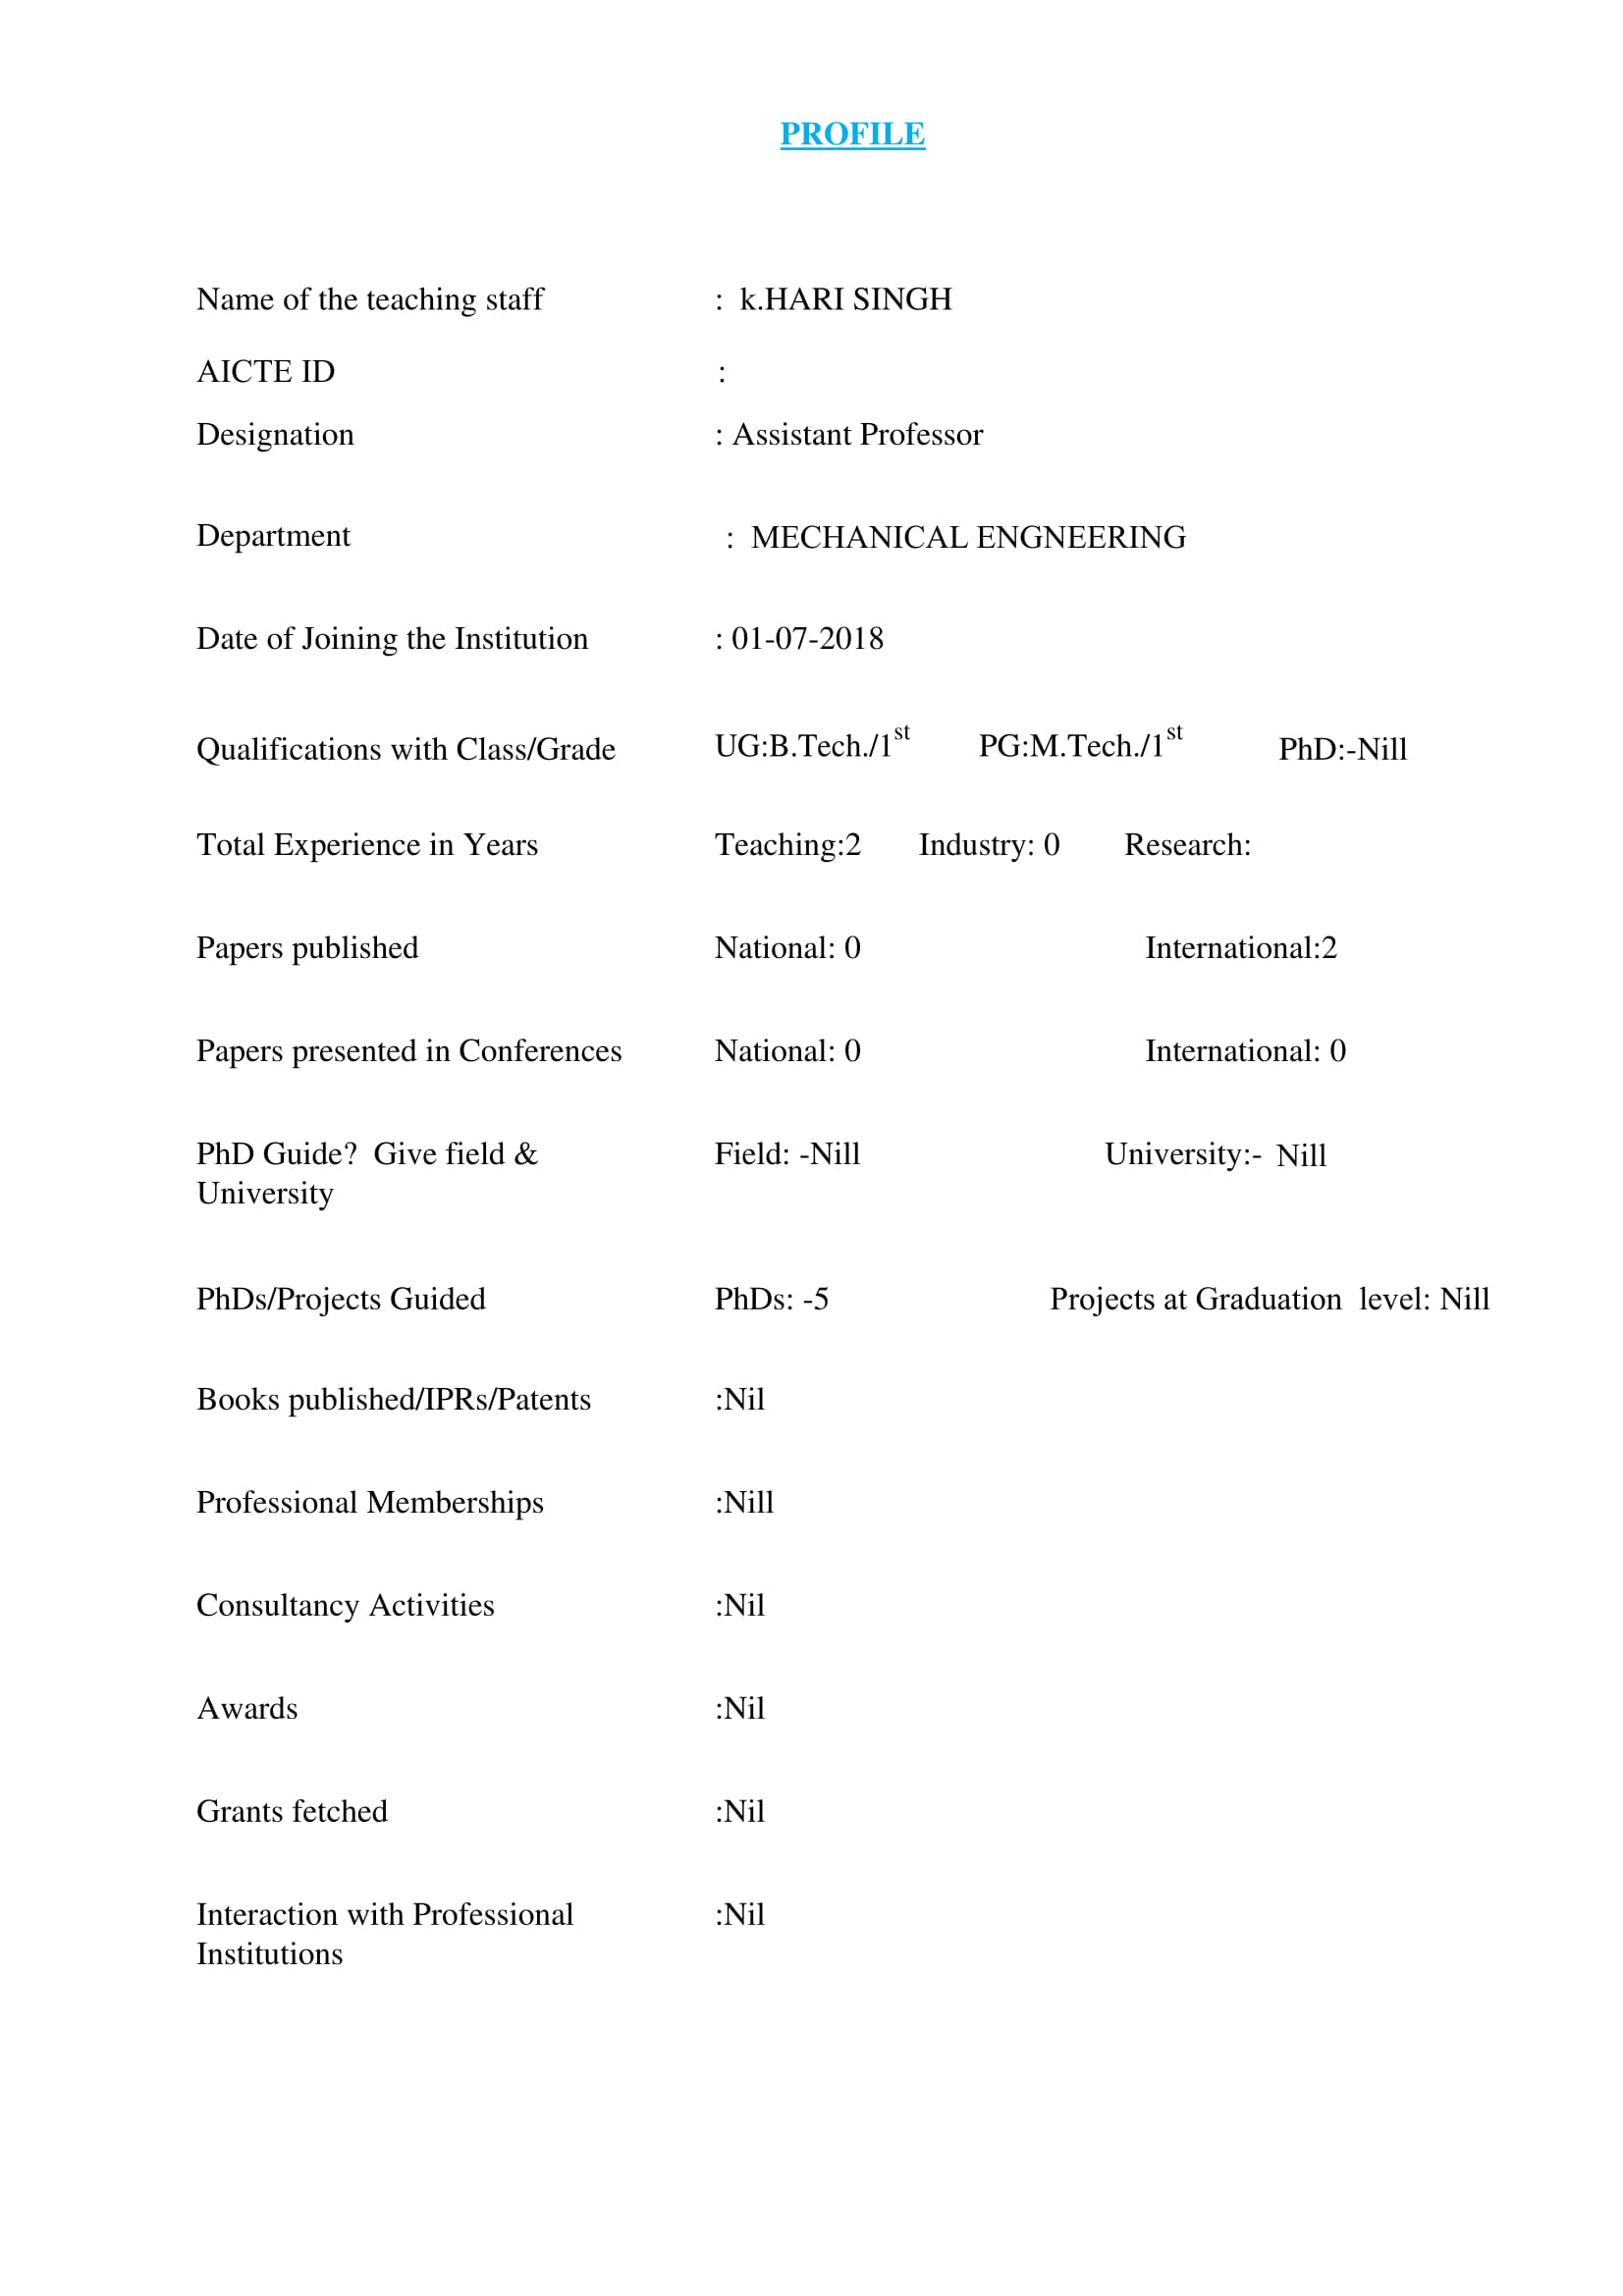 PROFILE
Name of the teaching staff : k.HARI SINGH
AICTE ID :
Designation : Assistant Professor
Department : MECHANICAL ENGNEERING
Date of Joining the Institution : 01-07-2018
Qualifications with Class/Grade UG:B.Tech./1st PG:M.Tech./1st PhD:-Nill
Total Experience in Years Teaching:2 Industry: 0 Research:
Papers published National: 0 International:2
Papers presented in Conferences National: 0 International: 0
PhD Guide? Give field & Field: -Nill University:- Nill
University
PhDs/Projects Guided PhDs: -5 Projects at Graduation level: Nill
Books published/IPRs/Patents :Nil
Professional Memberships :Nill
Consultancy Activities :Nil
Awards :Nil
Grants fetched :Nil
Interaction with Professional :Nil
Institutions